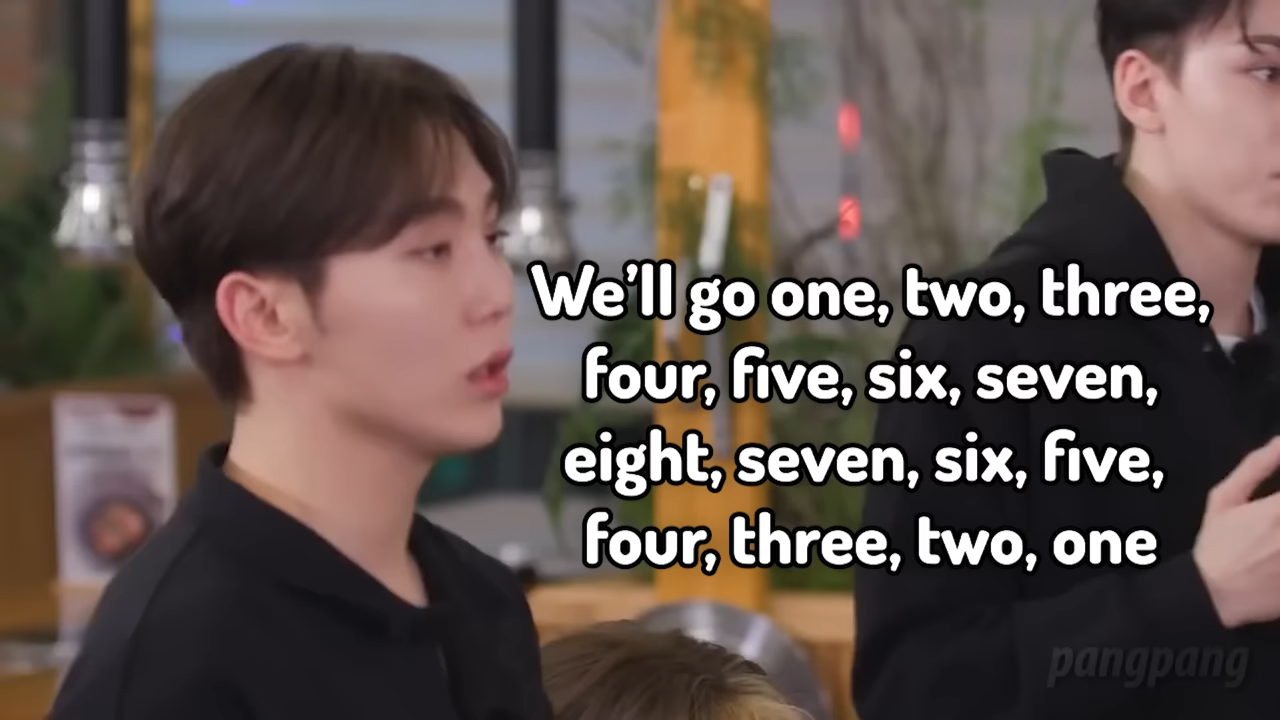 We’ll go one, two, three,
four, five, six, seven,
eight, seven, six, five,
four, three, two, one
pangpang